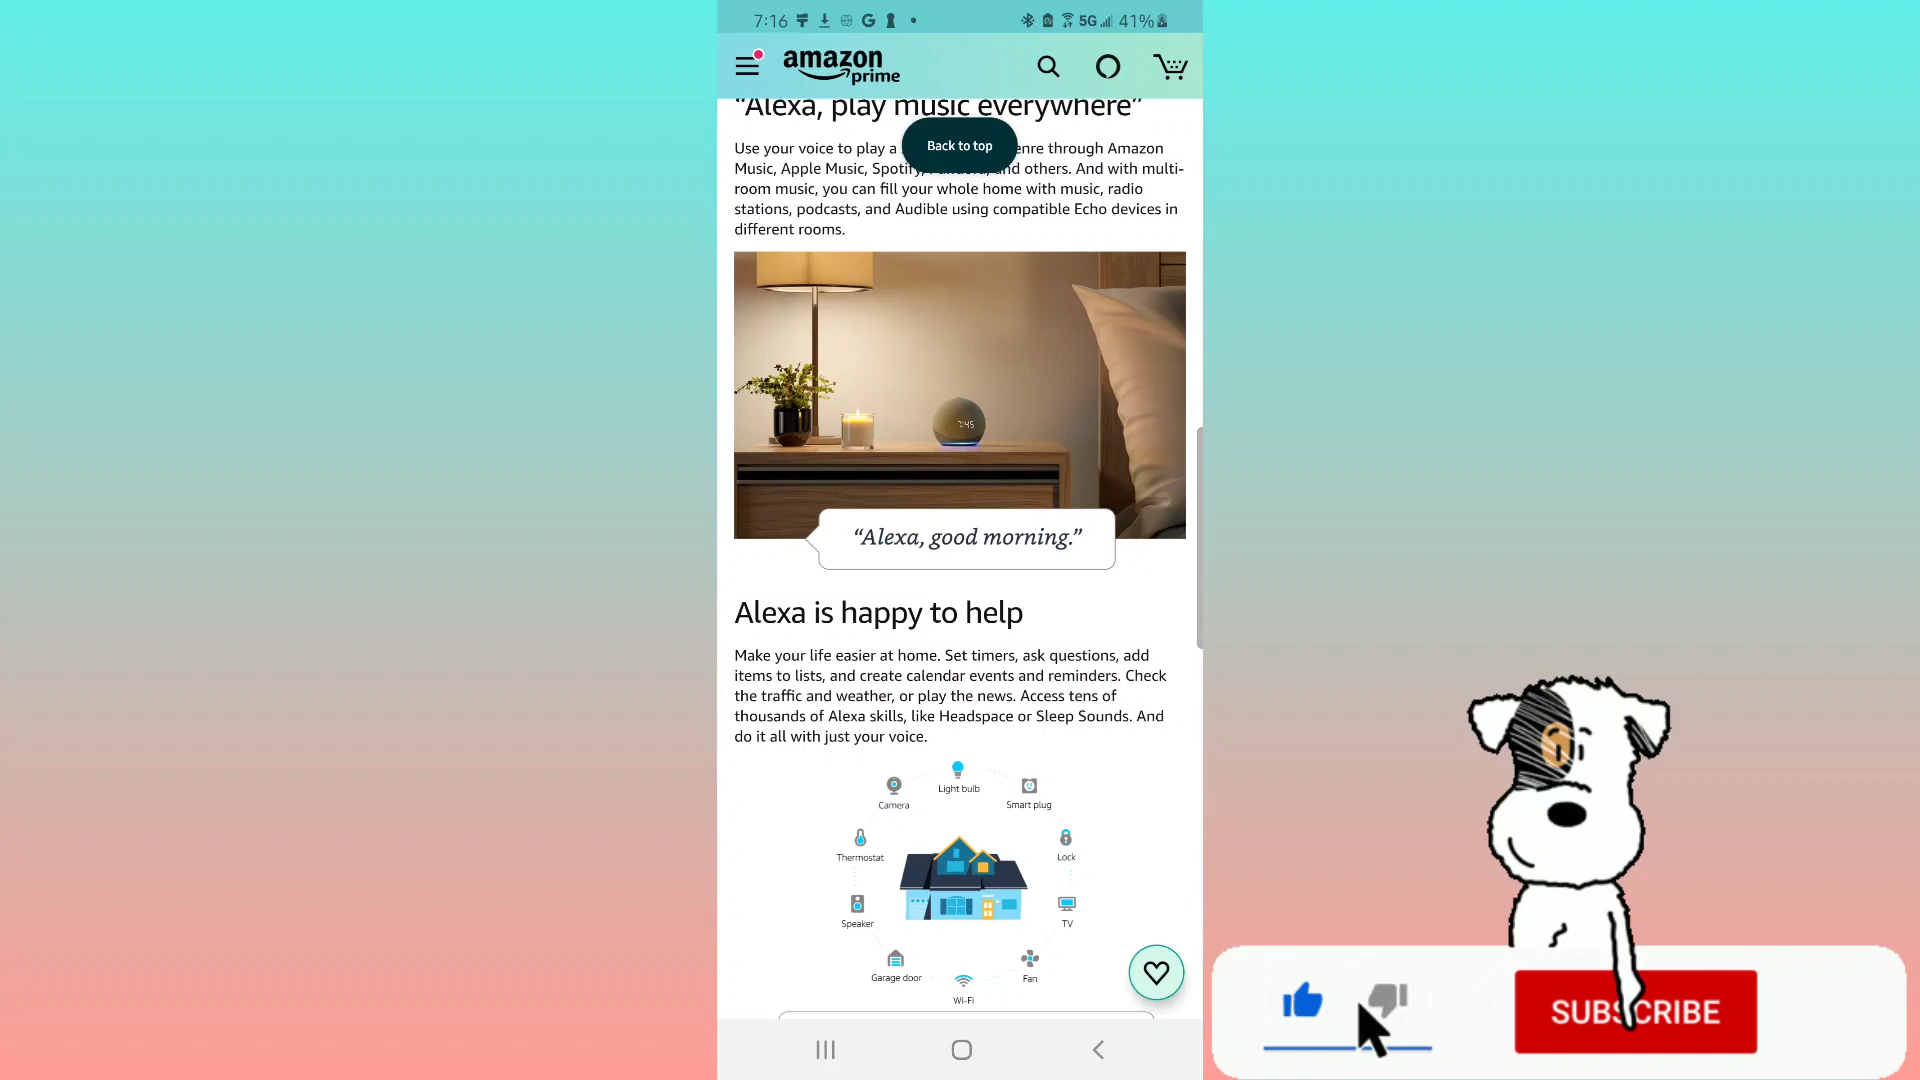 7:16
5G
41%
amazon
prime
“Alexa, play music everywhere”
Back to top
Use your voice to play a enre through Amazon
Music, Apple Music, Spotify, and others. And with multi-
room music, you can fill your whole home with music, radio
stations, podcasts, and Audible using compatible Echo devices in
different rooms.
7:45
“Alexa, good morning.”
Alexa is happy to help
Make your life easier at home. Set timers, ask questions, add
items to lists, and create calendar events and reminders. Check
the traffic and weather, or play the news. Access tens of
thousands of Alexa skills, like Headspace or Sleep Sounds. And
do it all with just your voice.
Light bulb
Camera
Smart plug
Thermostat
Lock
Speaker
TV
Garage door
Fan
Wi-Fi
SUBSCRIBE